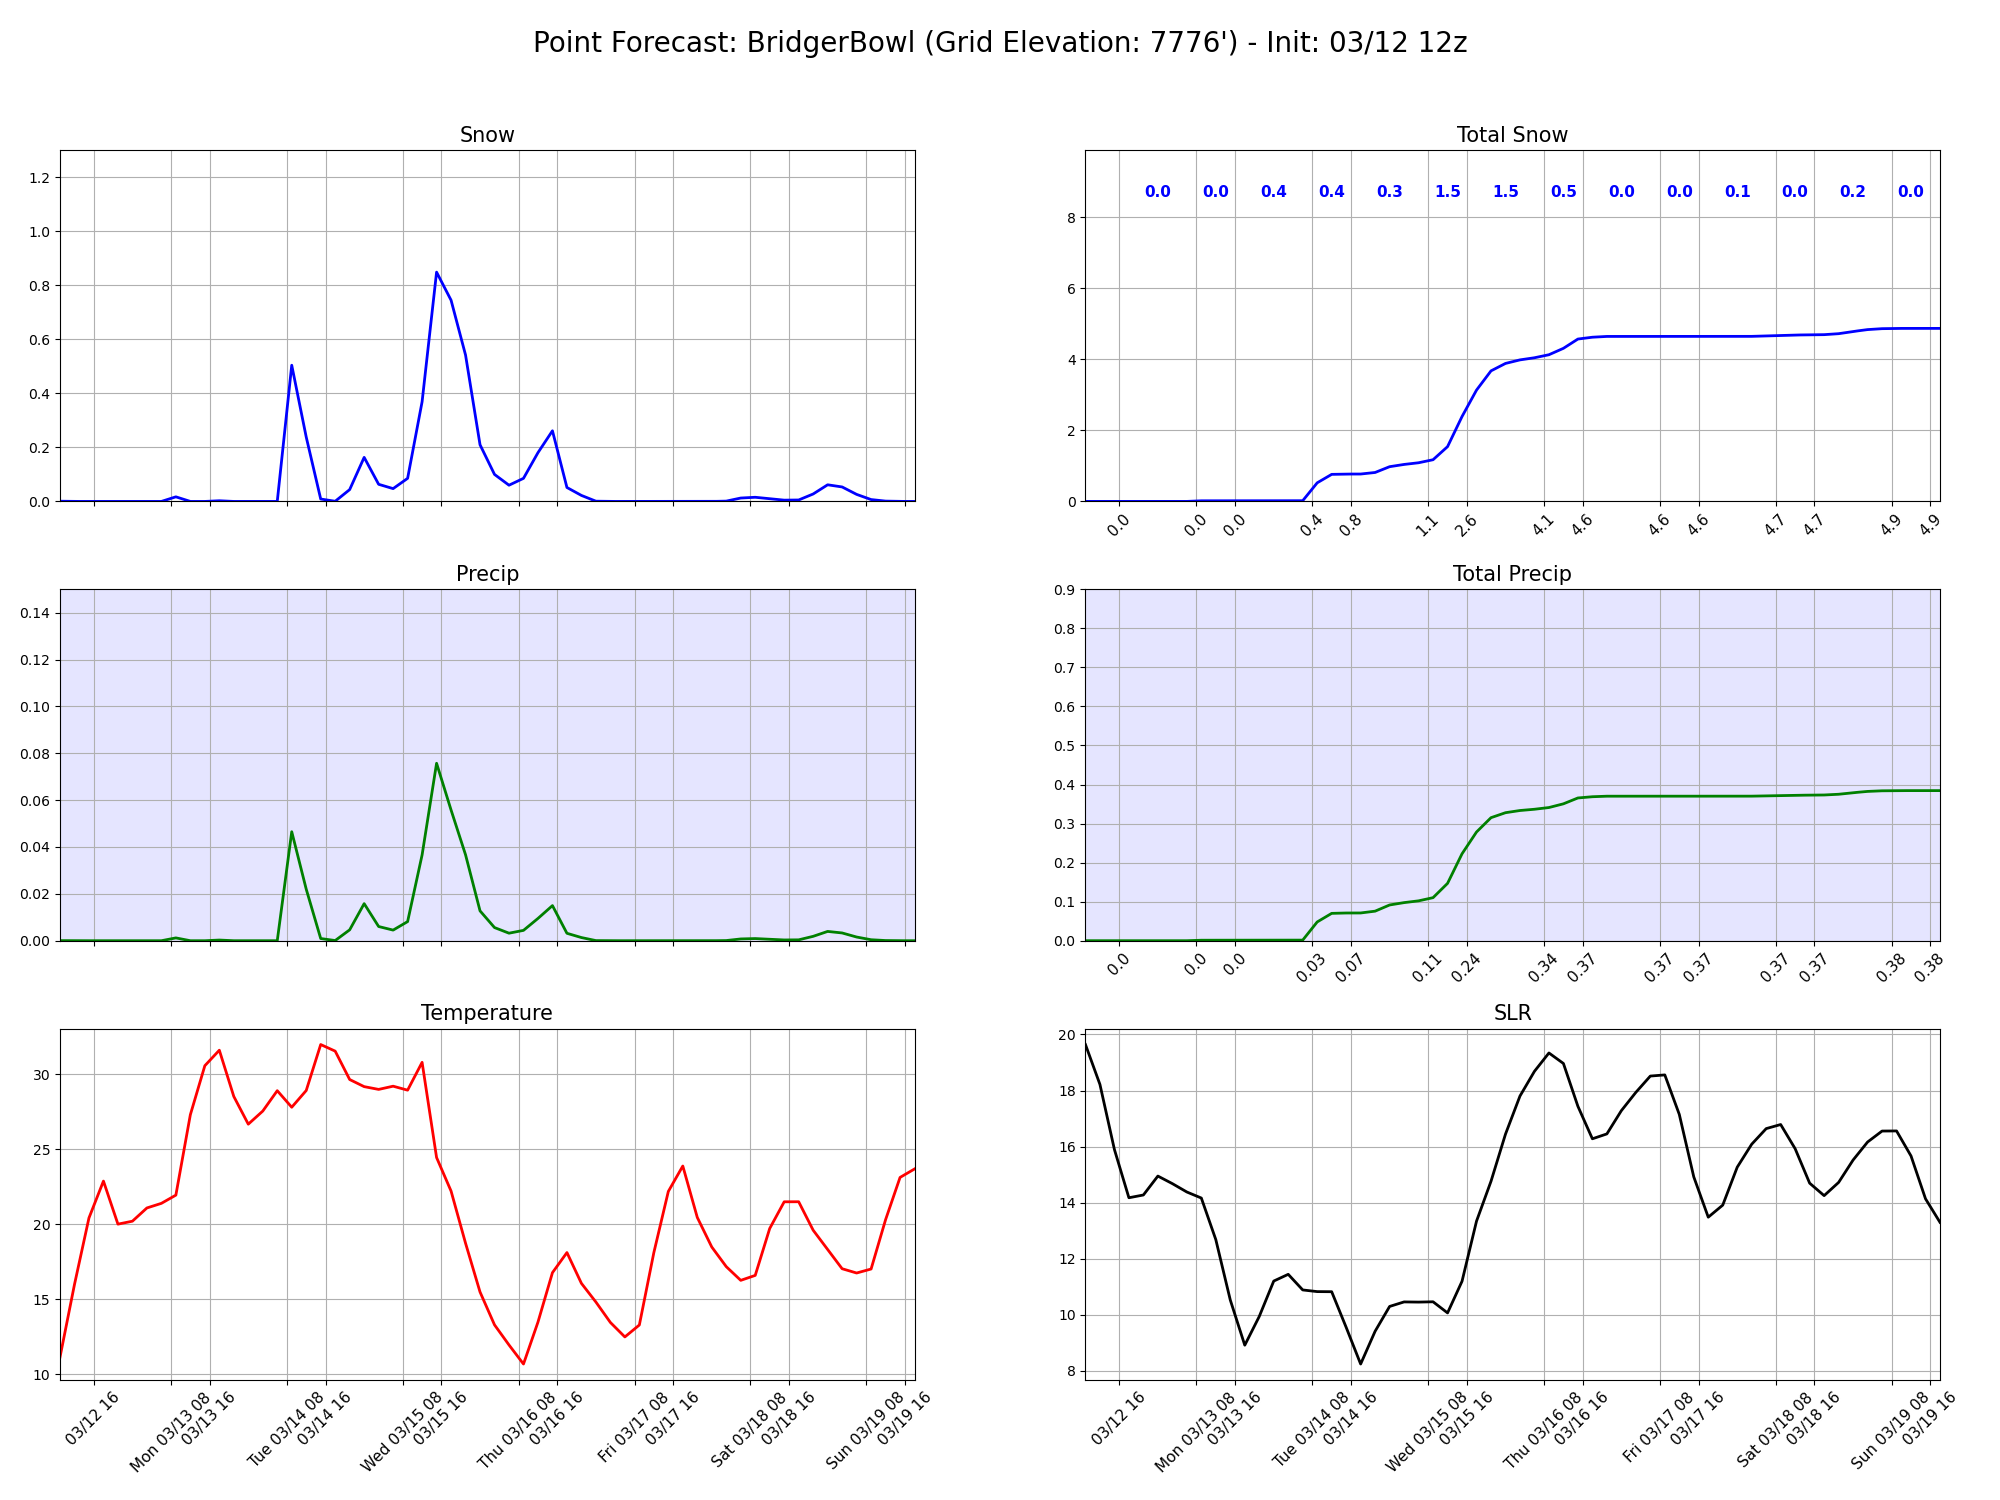 Point Forecast: BridgerBowl (Grid Elevation: 7776') - Init: 03/12 12z
Snow
1.2
1.0
0.8
0.6
0.4
0.2
0.0
Total Snow
0.0 0.0 0.4 0.4 0.3 1.5 1.5 0.5 0.0 0.0 0.1 0.0 0.2 0.0
8
6
4
2
0
0.0 0.0 0.0 0.4 0.8 1.1 2.6 4.1 4.6 4.6 4.6 4.7 4.7 4.9 4.9
Precip
0.14
0.12
0.10
0.08
0.06
0.04
0.02
0.00
Total Precip
0.9
0.8
0.7
0.6
0.5
0.4
0.3
0.2
0.1
0.0
0.0 0.0 0.0 0.03 0.07 0.11 0.24 0.34 0.37 0.37 0.37 0.37 0.37 0.38 0.38
Temperature
30
25
20
15
10
03/12 16
Mon 03/13 08
03/13 16
Tue 03/14 08
03/14 16
Wed 03/15 08
03/15 16
Thu 03/16 08
03/16 16
Fri 03/17 08
03/17 16
Sat 03/18 08
03/18 16
Sun 03/19 08
03/19 16
SLR
20
18
16
14
12
10
8
03/12 16
Mon 03/13 08
03/13 16
Tue 03/14 08
03/14 16
Wed 03/15 08
03/15 16
Thu 03/16 08
03/16 16
Fri 03/17 08
03/17 16
Sat 03/18 08
03/18 16
Sun 03/19 08
03/19 16